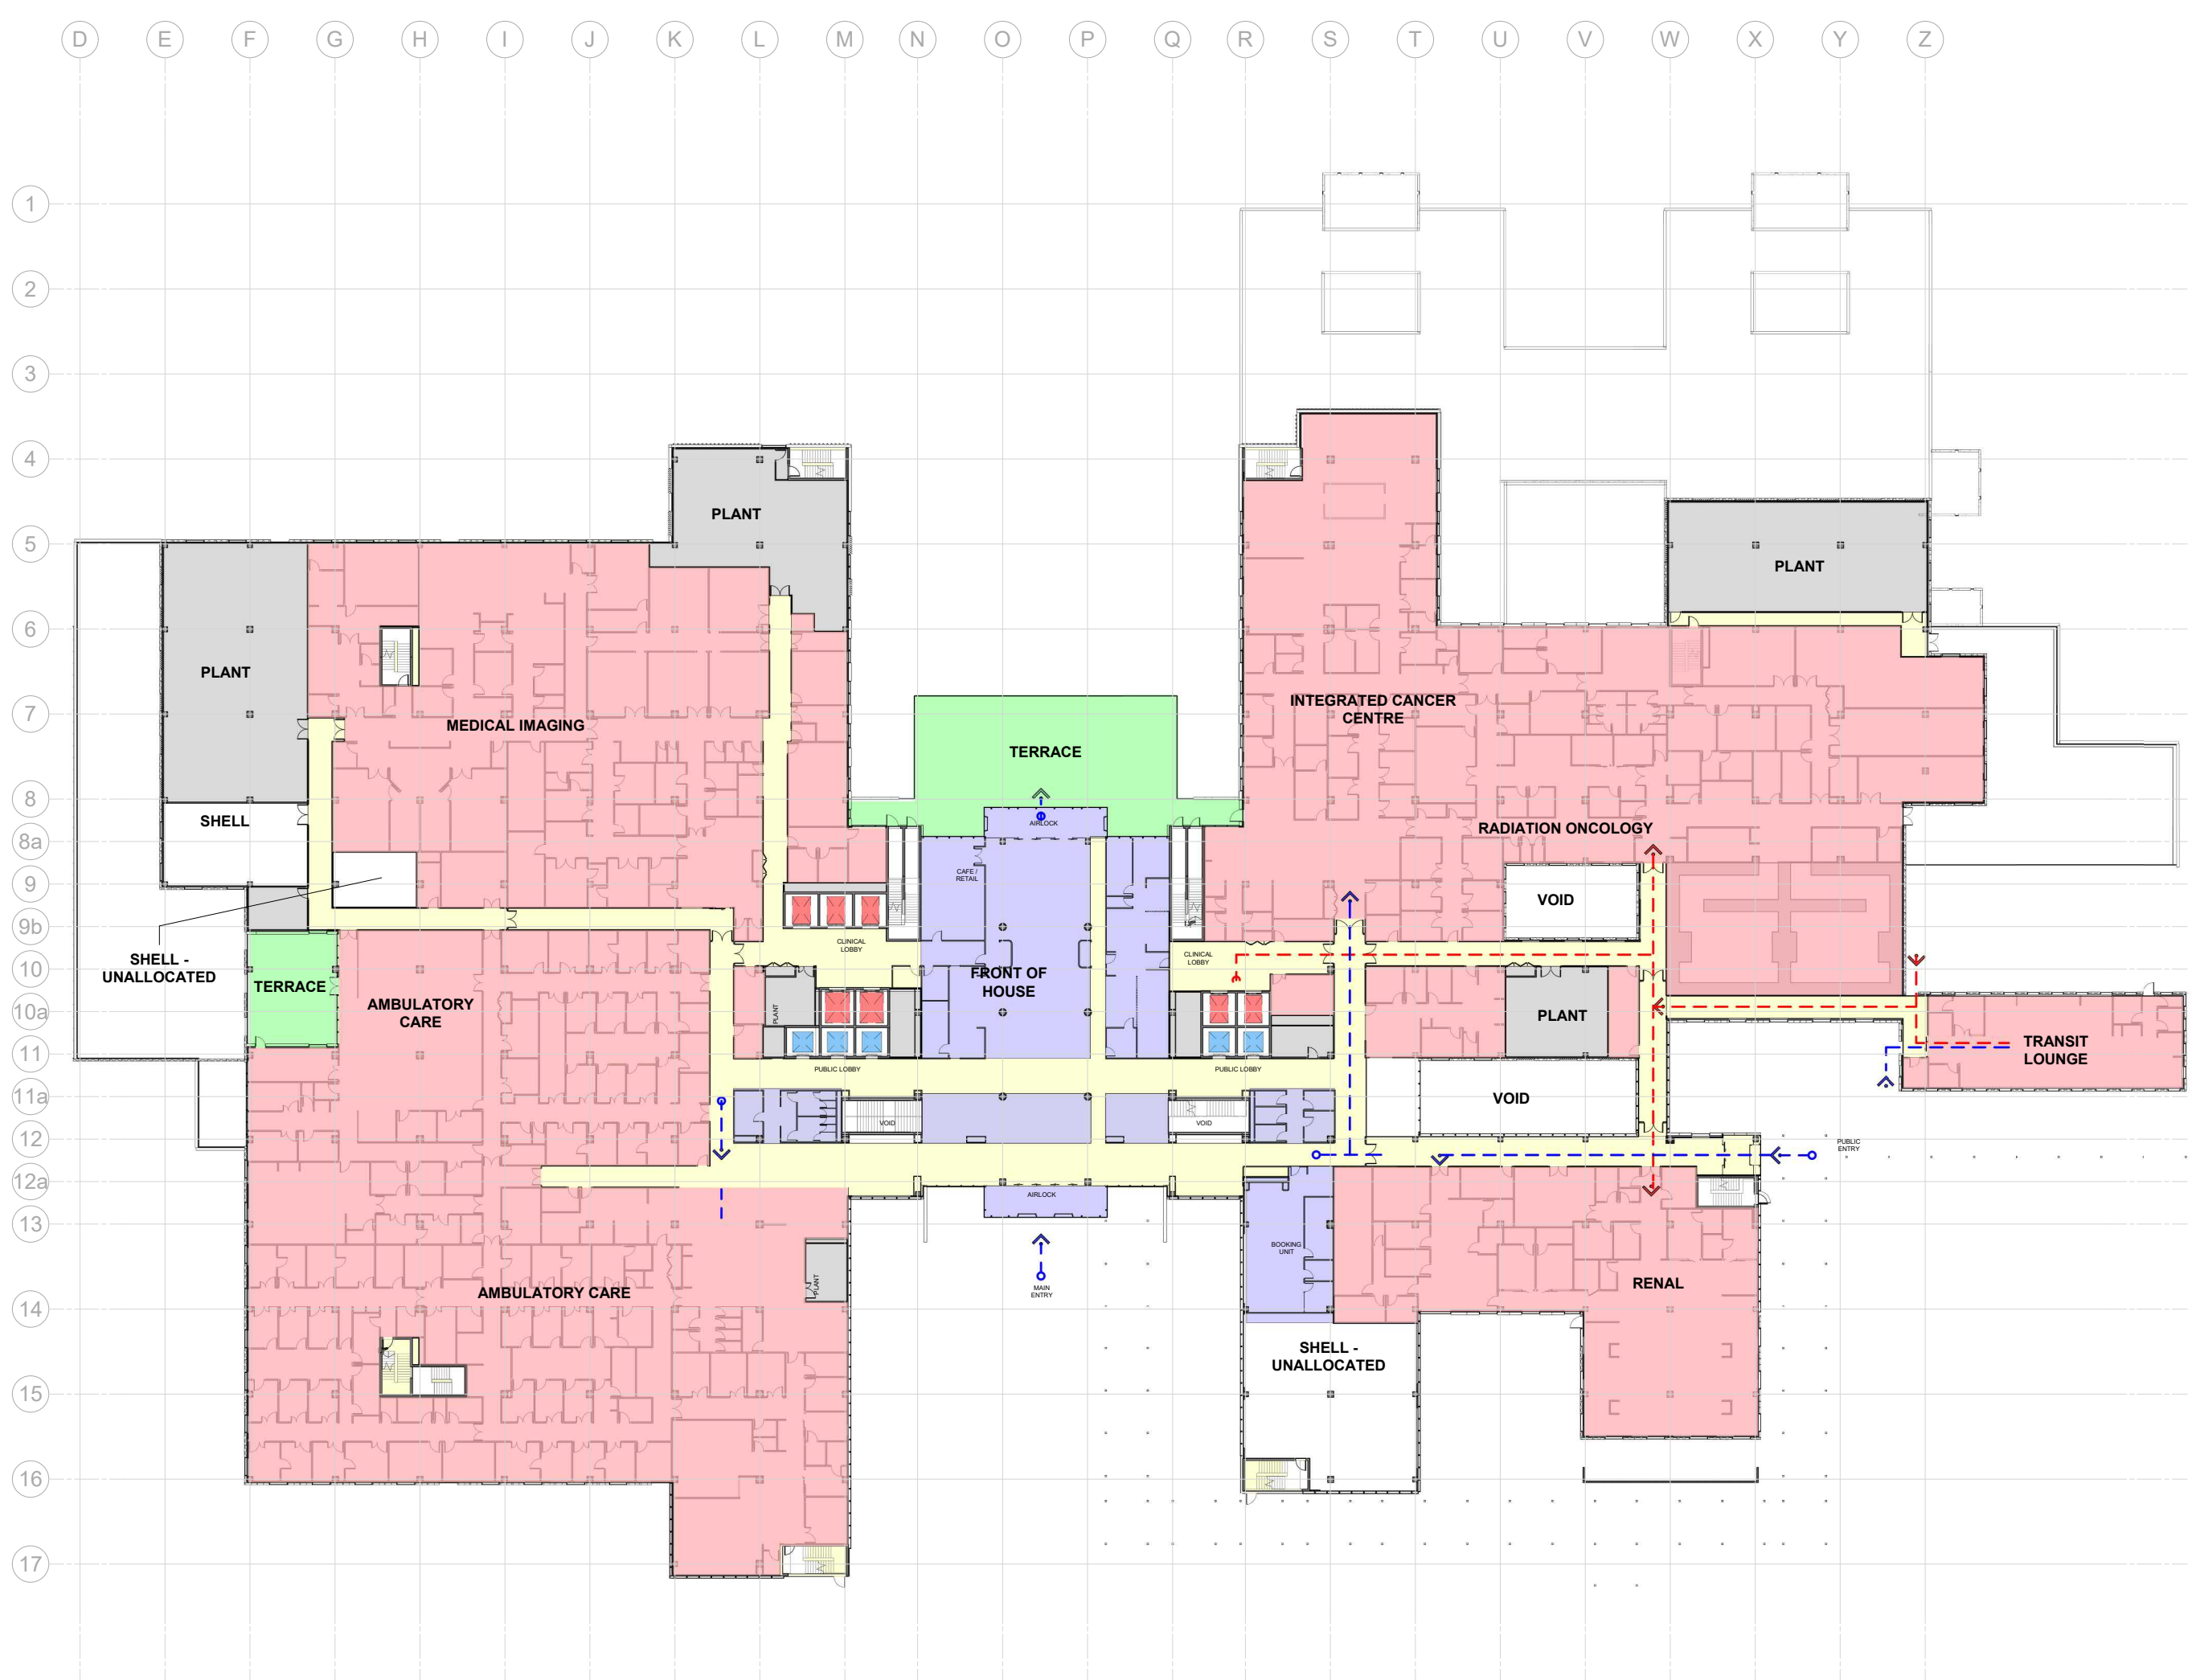 D E F G H I J K L M N O P Q R S T U V W X Y Z
1
2
3
4
PLANT
5
PLANT
6
PLANT
INTEGRATED CANCER
CENTRE
7
MEDICAL IMAGING
TERRACE
8
SHELL
AIRLOCK
RADIATION ONCOLOGY
8a
CAFE /
RETAIL
9
VOID
9b
CLINICAL
LOBBY
CLINICAL
LOBBY
SHELL -
UNALLOCATED
10
FRONT OF
HOUSE
TERRACE
AMBULATORY
CARE
PLANT
10a
PLANT
TRANSIT
LOUNGE
11
PUBLIC LOBBY
PUBLIC LOBBY
11a
VOID
VOID
VOID
12
PUBLIC
ENTRY
12a
AIRLOCK
13
BOOKING
UNIT
PLANT
MAIN
ENTRY
RENAL
AMBULATORY CARE
14
SHELL -
UNALLOCATED
15
16
17